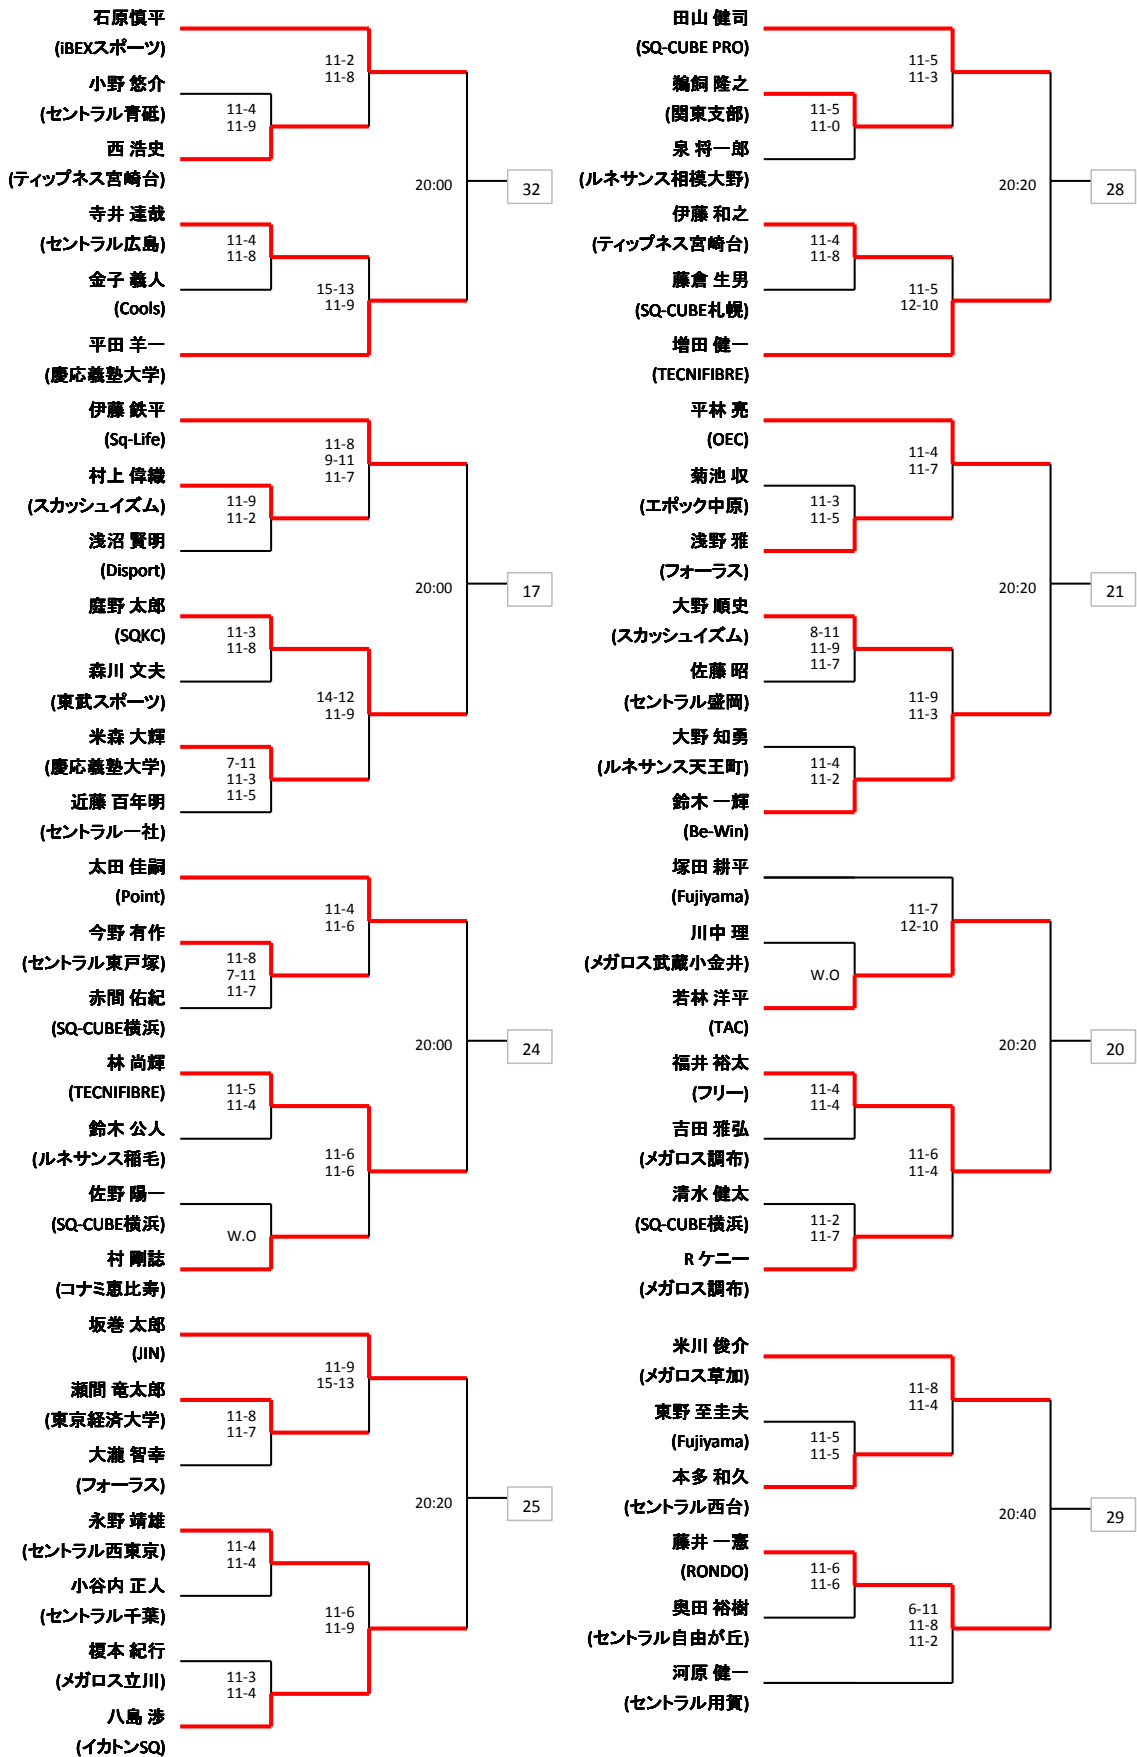 石原慎平
(iBEXスポーツ)
11-2
11-8
小野 悠介
(セントラル青砥)
11-4
11-9
西 浩史
(ティップネス宮崎台)
20:00
32
寺井 達哉
(セントラル広島)
11-4
11-8
金子 義人
(Cools)
15-13
11-9
平田 羊一
(慶応義塾大学)
伊藤 鉄平
(Sq-Life)
11-8
9-11
11-7
村上 偉織
(スカッシュイズム)
11-9
11-2
浅沼 賢明
(Disport)
20:00
17
庭野 太郎
(SQKC)
11-3
11-8
森川 文夫
(東武スポーツ)
14-12
11-9
米森 大輝
(慶応義塾大学)
7-11
11-3
11-5
近藤 百年明
(セントラル一社)
太田 佳嗣
(Point)
11-4
11-6
今野 有作
(セントラル東戸塚)
11-8
7-11
11-7
赤間 佑紀
(SQ-CUBE横浜)
20:00
24
林 尚輝
(TECNIFIBRE)
11-5
11-4
鈴木 公人
(ルネサンス稲毛)
11-6
11-6
佐野 陽一
(SQ-CUBE横浜)
W.O
村 剛誌
(コナミ恵比寿)
坂巻 太郎
(JIN)
11-9
15-13
瀬間 竜太郎
(東京経済大学)
11-8
11-7
大瀧 智幸
(フォーラス)
20:20
25
永野 靖雄
(セントラル西東京)
11-4
11-4
小谷内 正人
(セントラル千葉)
11-6
11-9
榎本 紀行
(メガロス立川)
11-3
11-4
八島 渉
(イカトンSQ)
田山 健司
(SQ-CUBE PRO)
11-5
11-3
鵜飼 隆之
(関東支部)
11-5
11-0
泉 将一郎
(ルネサンス相模大野)
20:20
28
伊藤 和之
(ティップネス宮崎台)
11-4
11-8
藤倉 生男
(SQ-CUBE札幌)
11-5
12-10
増田 健一
(TECNIFIBRE)
平林 亮
(OEC)
11-4
11-7
菊池 収
(エポック中原)
11-3
11-5
浅野 雅
(フォーラス)
20:20
21
大野 順史
(スカッシュイズム)
8-11
11-9
11-7
佐藤 昭
(セントラル盛岡)
11-9
11-3
大野 知勇
(ルネサンス天王町)
11-4
11-2
鈴木 一輝
(Be-Win)
塚田 耕平
(Fujiyama)
11-7
12-10
川中 理
(メガロス武蔵小金井)
W.O
若林 洋平
(TAC)
20:20
20
福井 裕太
(フリー)
11-4
11-4
吉田 雅弘
(メガロス調布)
11-6
11-4
清水 健太
(SQ-CUBE横浜)
11-2
11-7
R ケニー
(メガロス調布)
米川 俊介
(メガロス草加)
11-8
11-4
東野 至圭夫
(Fujiyama)
11-5
11-5
本多 和久
(セントラル西台)
20:40
29
藤井 一憲
(RONDO)
11-6
11-6
奥田 裕樹
(セントラル自由が丘)
6-11
11-8
11-2
河原 健一
(セントラル用賀)